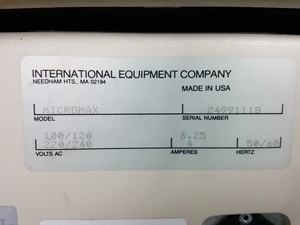 INTERNATIONAL EQUIPMENT COMPANY
NEEDHAM HTS., MA 02194
MADE IN USA
MICROMAX 24991118
MODEL SERIAL NUMBER
100/120 6.25
220/240 4 50/60
VOLTS AC AMPERES HERTZ